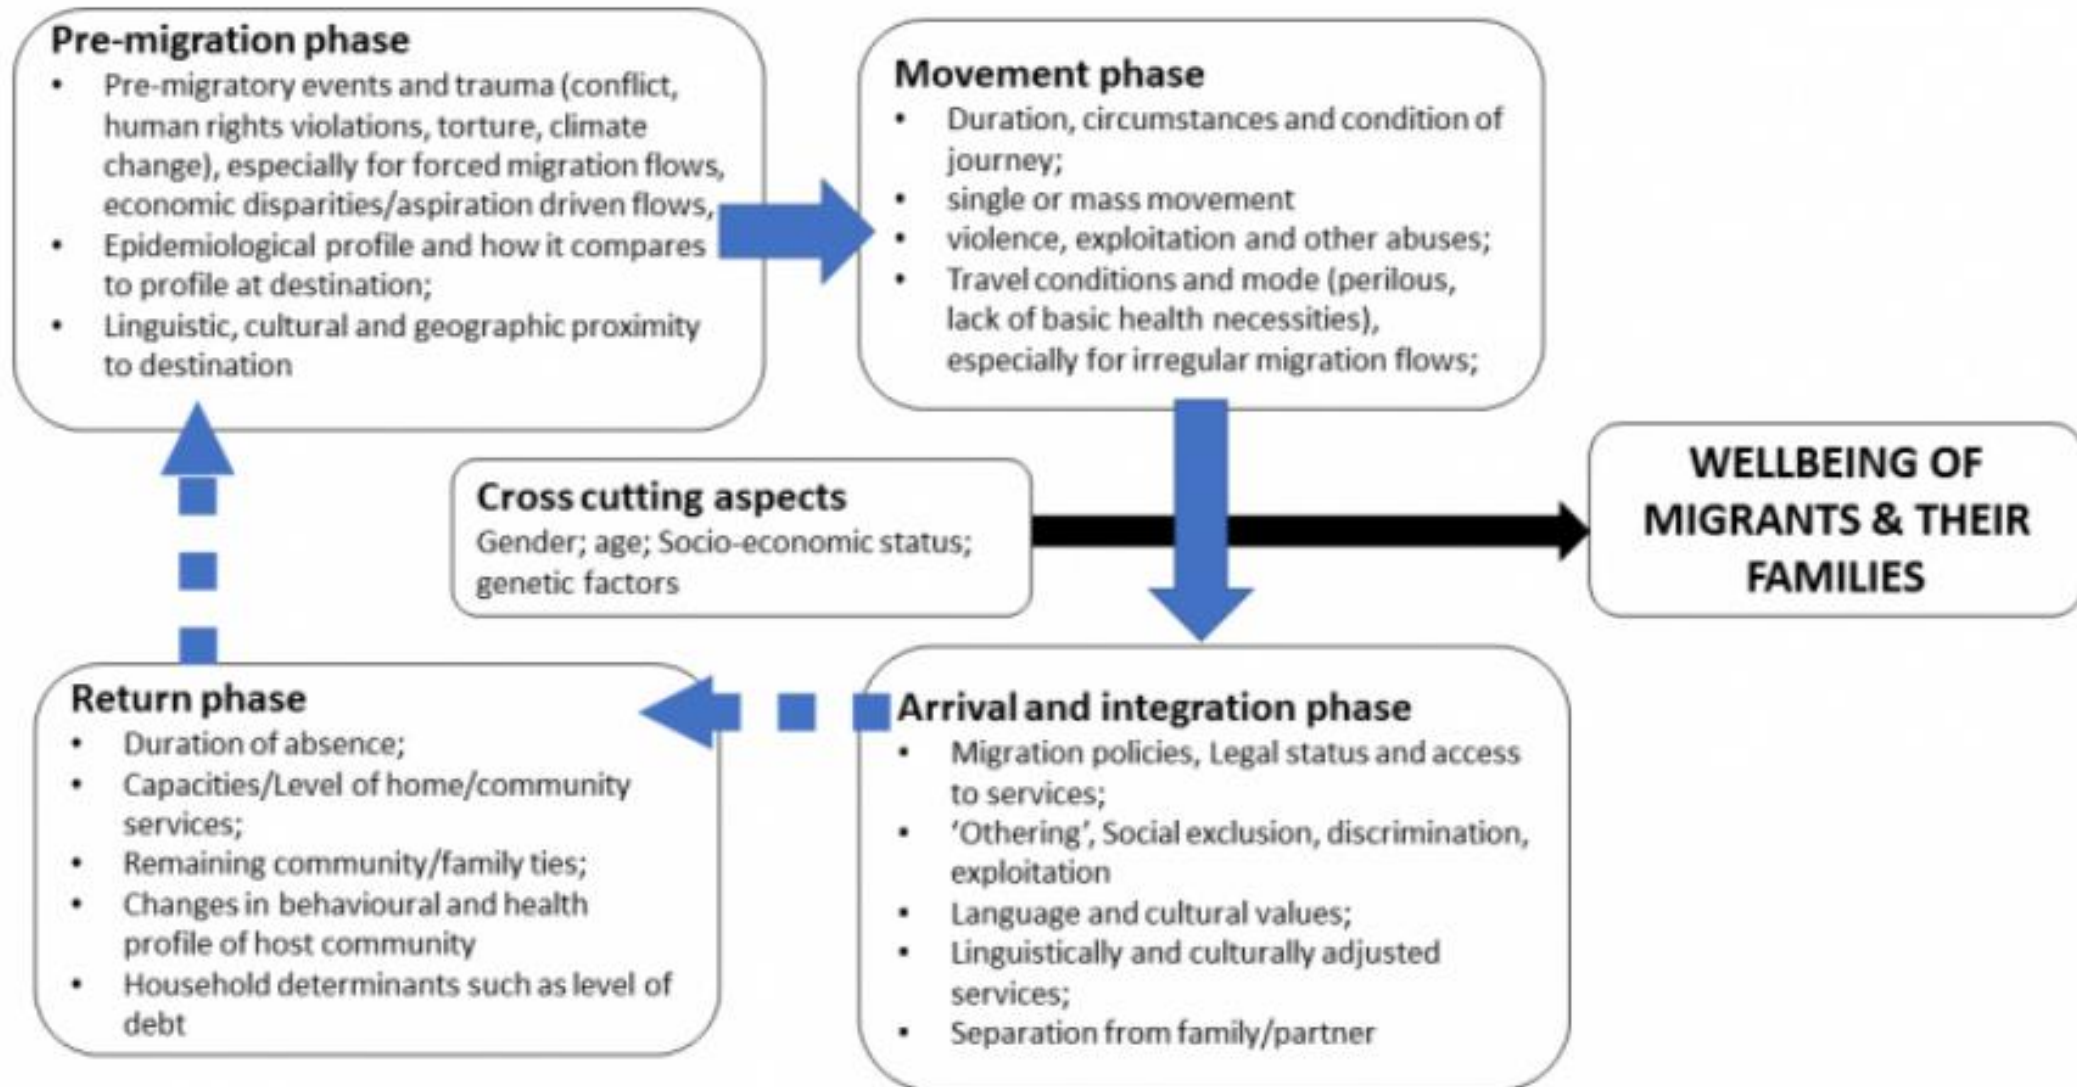 Pre-migration phase
• Pre-migratory events and trauma (conflict,
human rights violations, torture, climate
change), especially for forced migration flows,
economic disparities/aspiration driven flows,
• Epidemiological profile and how it compares
to profile at destination;
• Linguistic, cultural and geographic proximity
to destination
Movement phase
• Duration, circumstances and condition of
journey;
• single or mass movement
• violence, exploitation and other abuses;
• Travel conditions and mode (perilous,
lack of basic health necessities),
especially for irregular migration flows;
Cross cutting aspects
Gender; age; Socio-economic status;
genetic factors
WELLBEING OF
MIGRANTS & THEIR
FAMILIES
Arrival and integration phase
• Migration policies, Legal status and access
to services;
• ‘Othering’, Social exclusion, discrimination,
exploitation
• Language and cultural values;
• Linguistically and culturally adjusted
services;
• Separation from family/partner
Return phase
• Duration of absence;
• Capacities/Level of home/community
services;
• Remaining community/family ties;
• Changes in behavioural and health
profile of host community
• Household determinants such as level of
debt